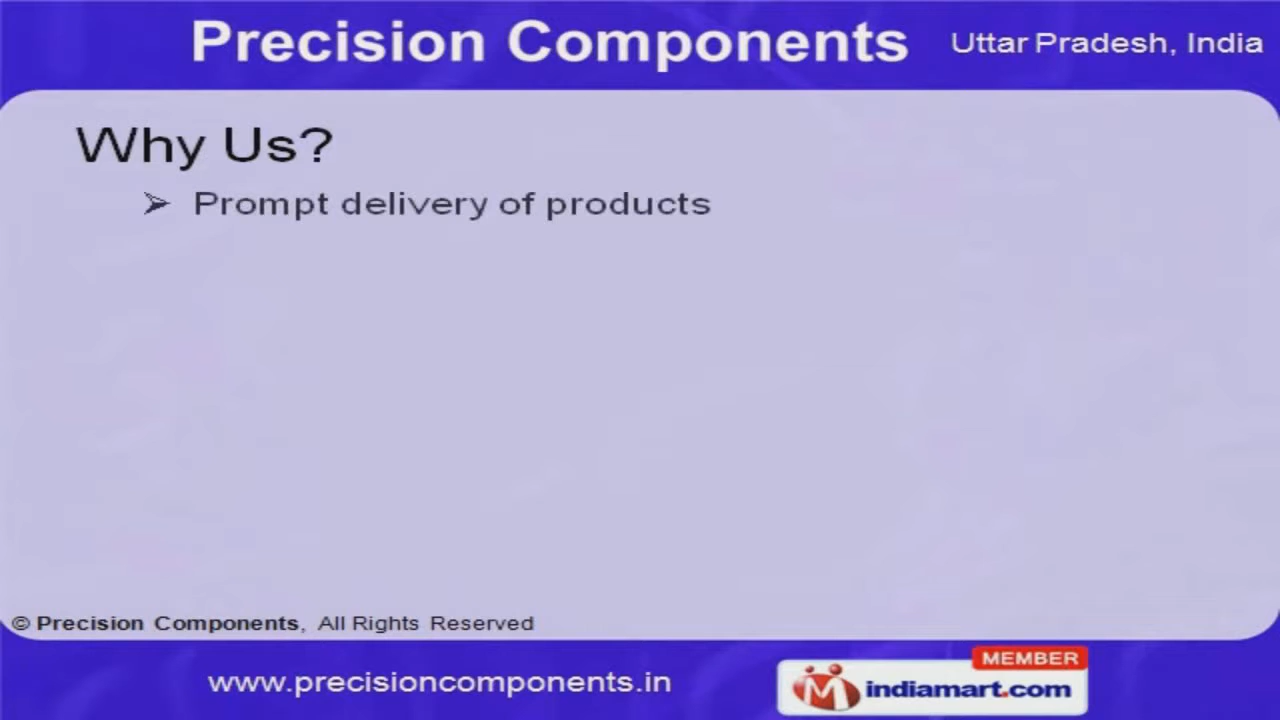 Precision Components
Uttar Pradesh, India
Why Us?
➢ Prompt delivery of products
© Precision Components, All Rights Reserved
www.precisioncomponents.in
MEMBER
indiamart.com